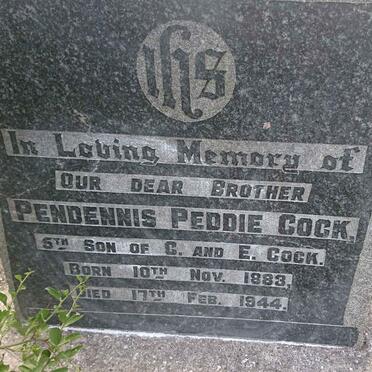 ihs
In Loving Memory of
OUR DEAR BROTHER
PENDENNIS PEDDIE COCK,
5TH SON OF C. AND E. COCK.
BORN 10TH NOV. 1883,
DIED 17TH FEB. 1944.